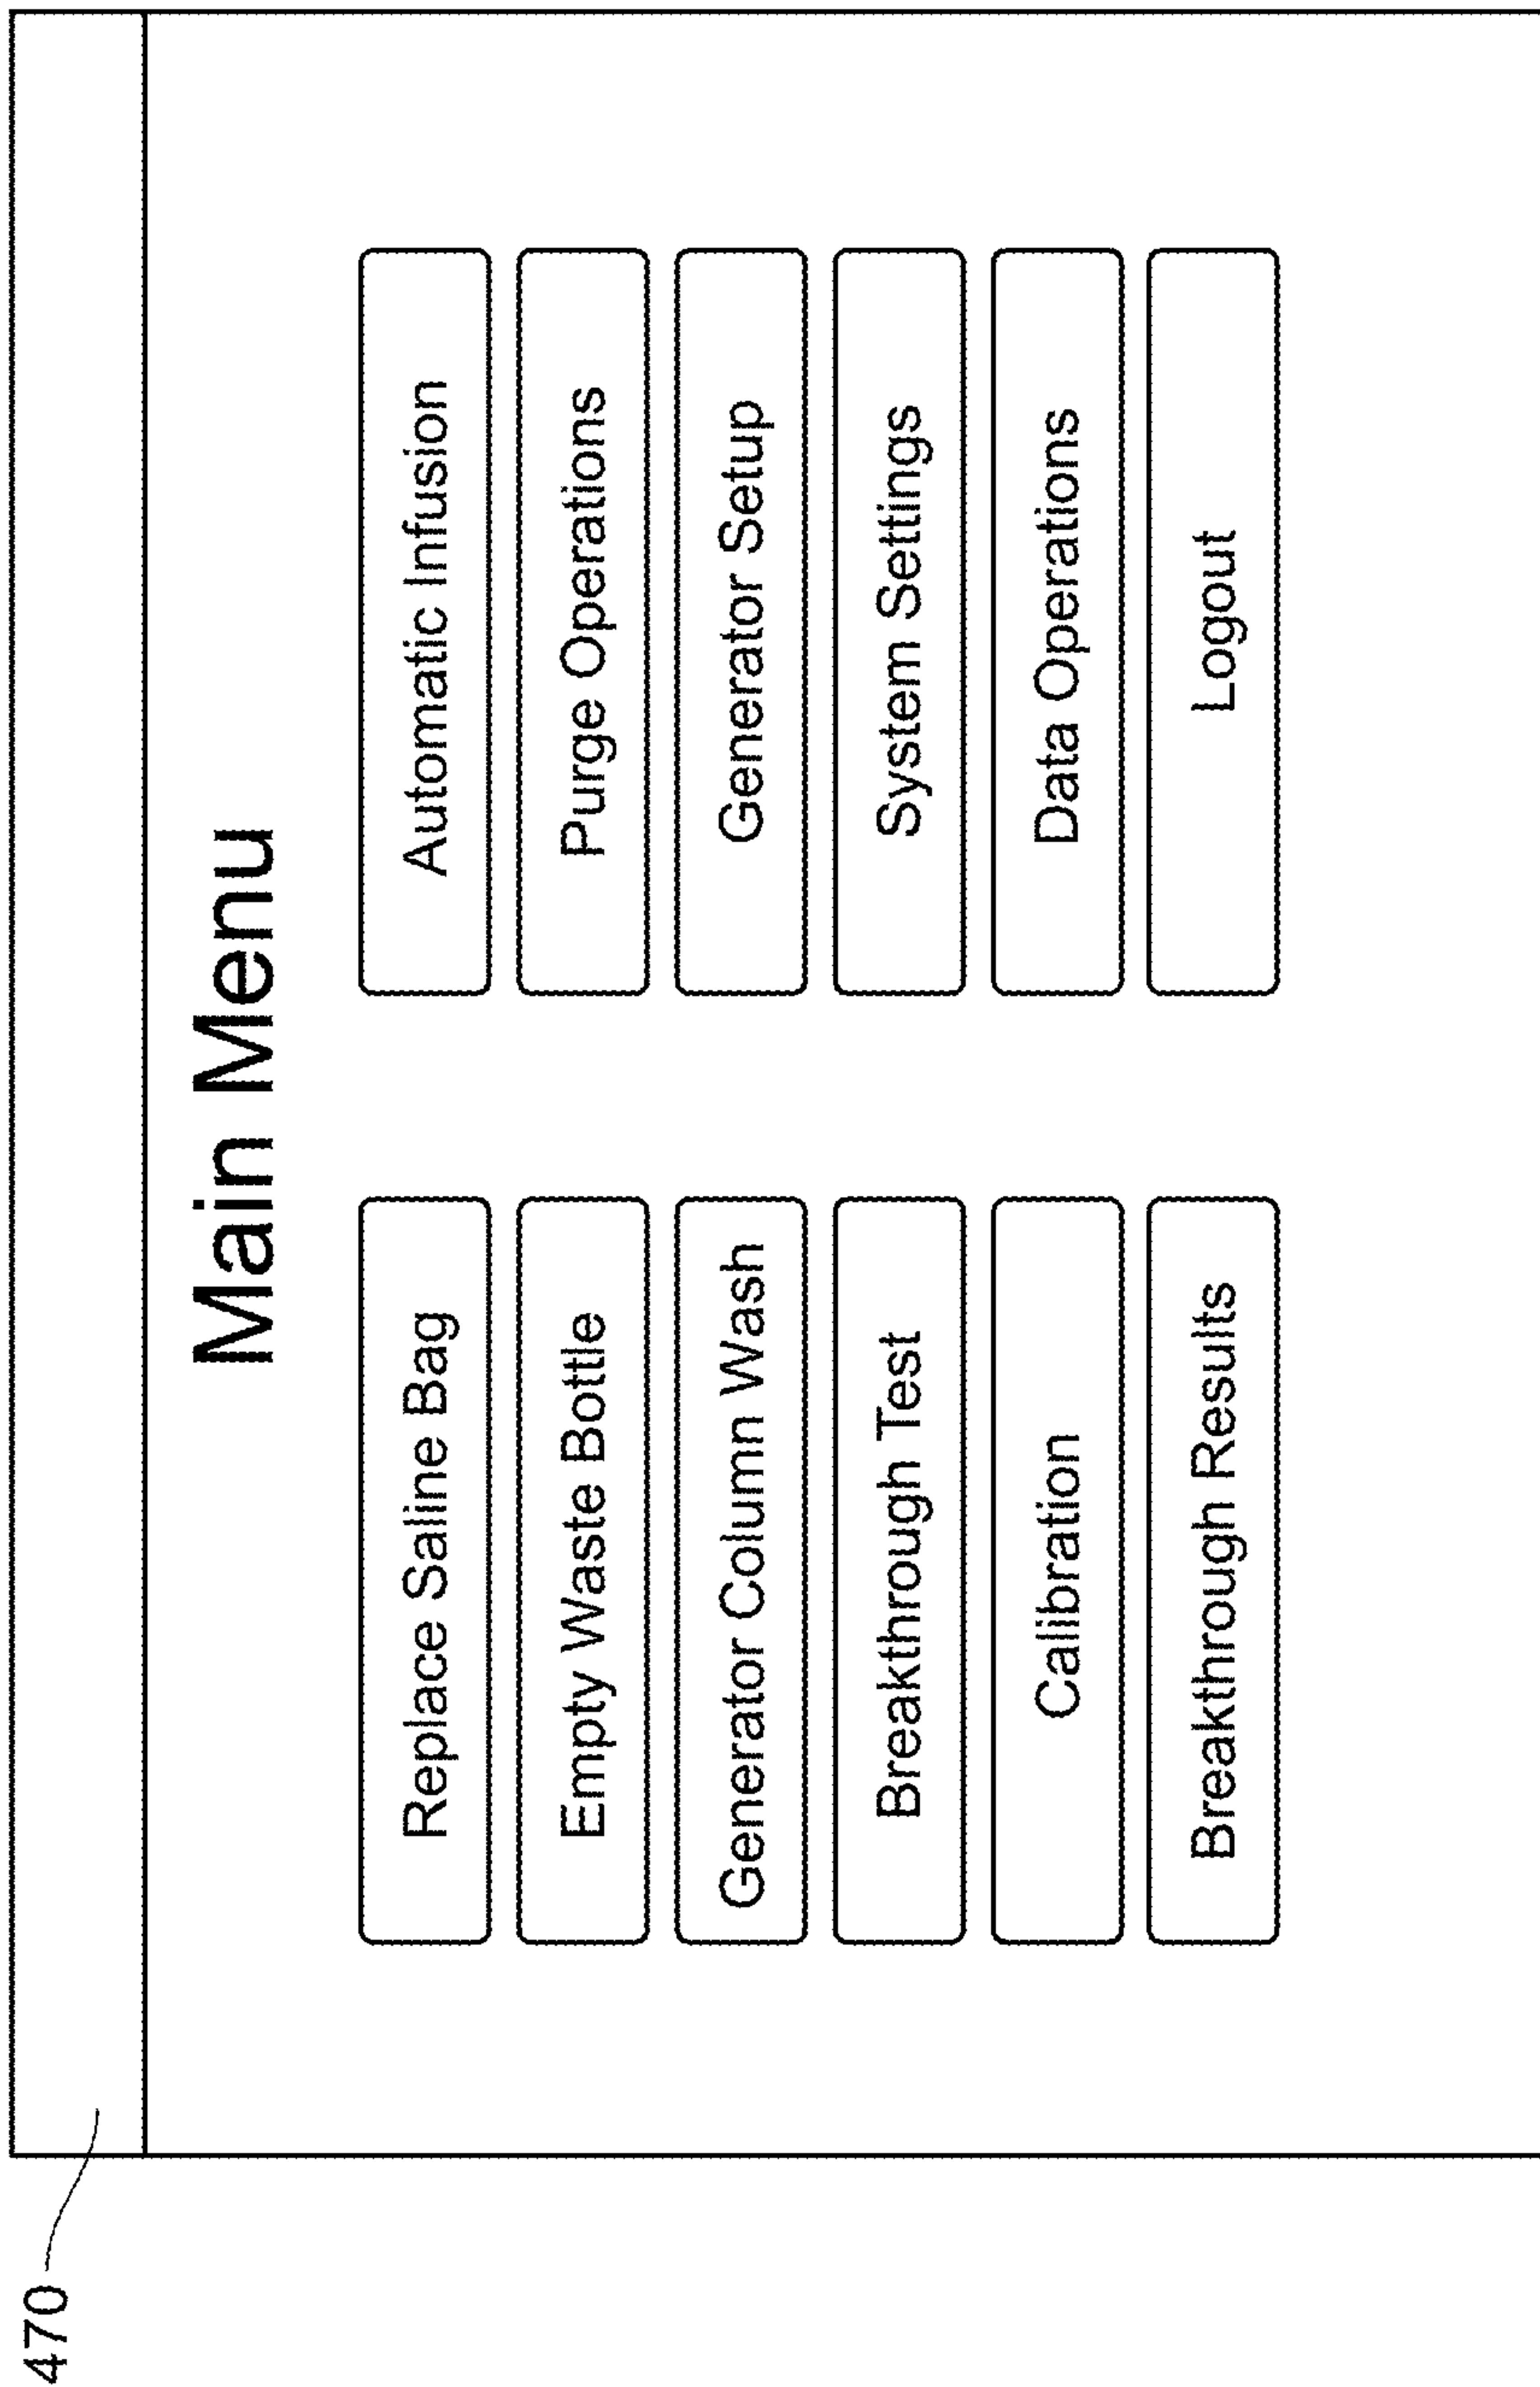 470
Main Menu
Replace Saline Bag
Automatic Infusion
Empty Waste Bottle
Purge Operations
Generator Column Wash
Generator Setup
Breakthrough Test
System Settings
Calibration
Data Operations
Breakthrough Results
Logout